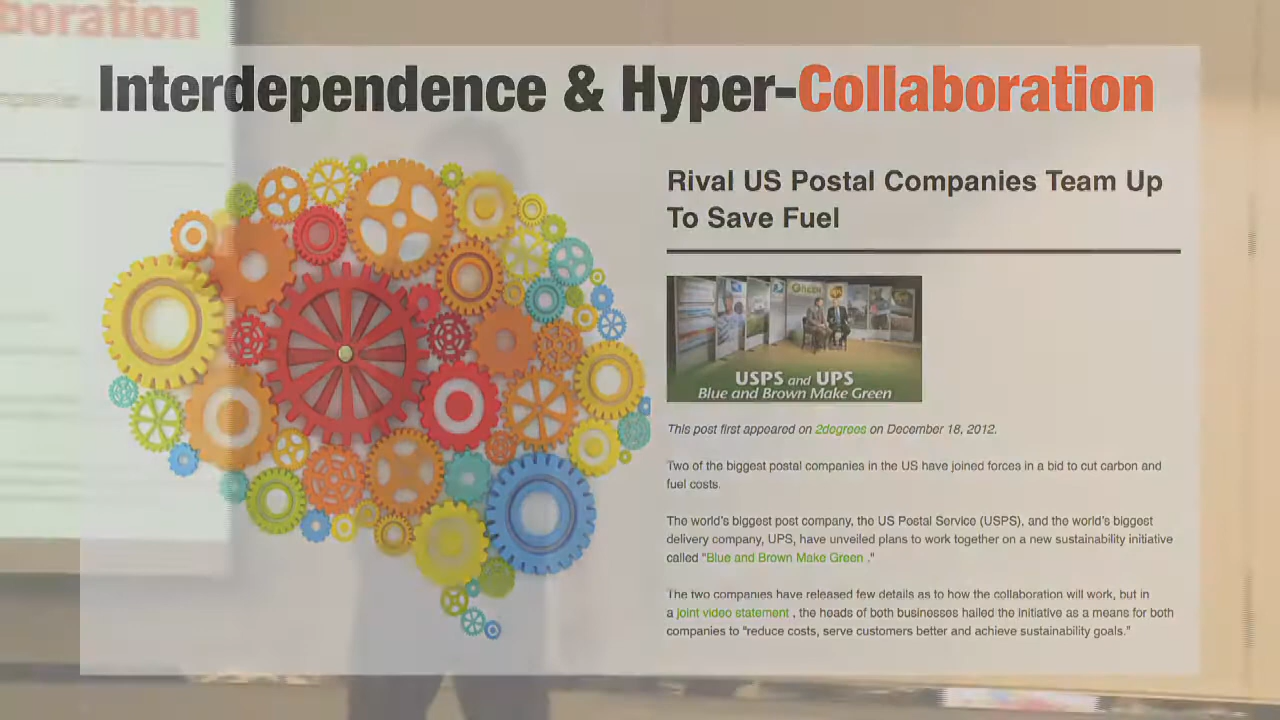 boration
Interdependence & Hyper-Collaboration
Rival US Postal Companies Team Up
To Save Fuel
GREEN
USPS and UPS
Blue and Brown Make Green
This post first appeared on 2degrees on December 18, 2012.
Two of the biggest postal companies in the US have joined forces in a bid to cut carbon and
fuel costs.
The world's biggest post company, the US Postal Service (USPS), and the world's biggest
delivery company, UPS, have unveiled plans to work together on a new sustainability initiative
called "Blue and Brown Make Green ."
The two companies have released few details as to how the collaboration will work, but in
a joint video statement , the heads of both businesses hailed the initiative as a means for both
companies to "reduce costs, serve customers better and achieve sustainability goals."